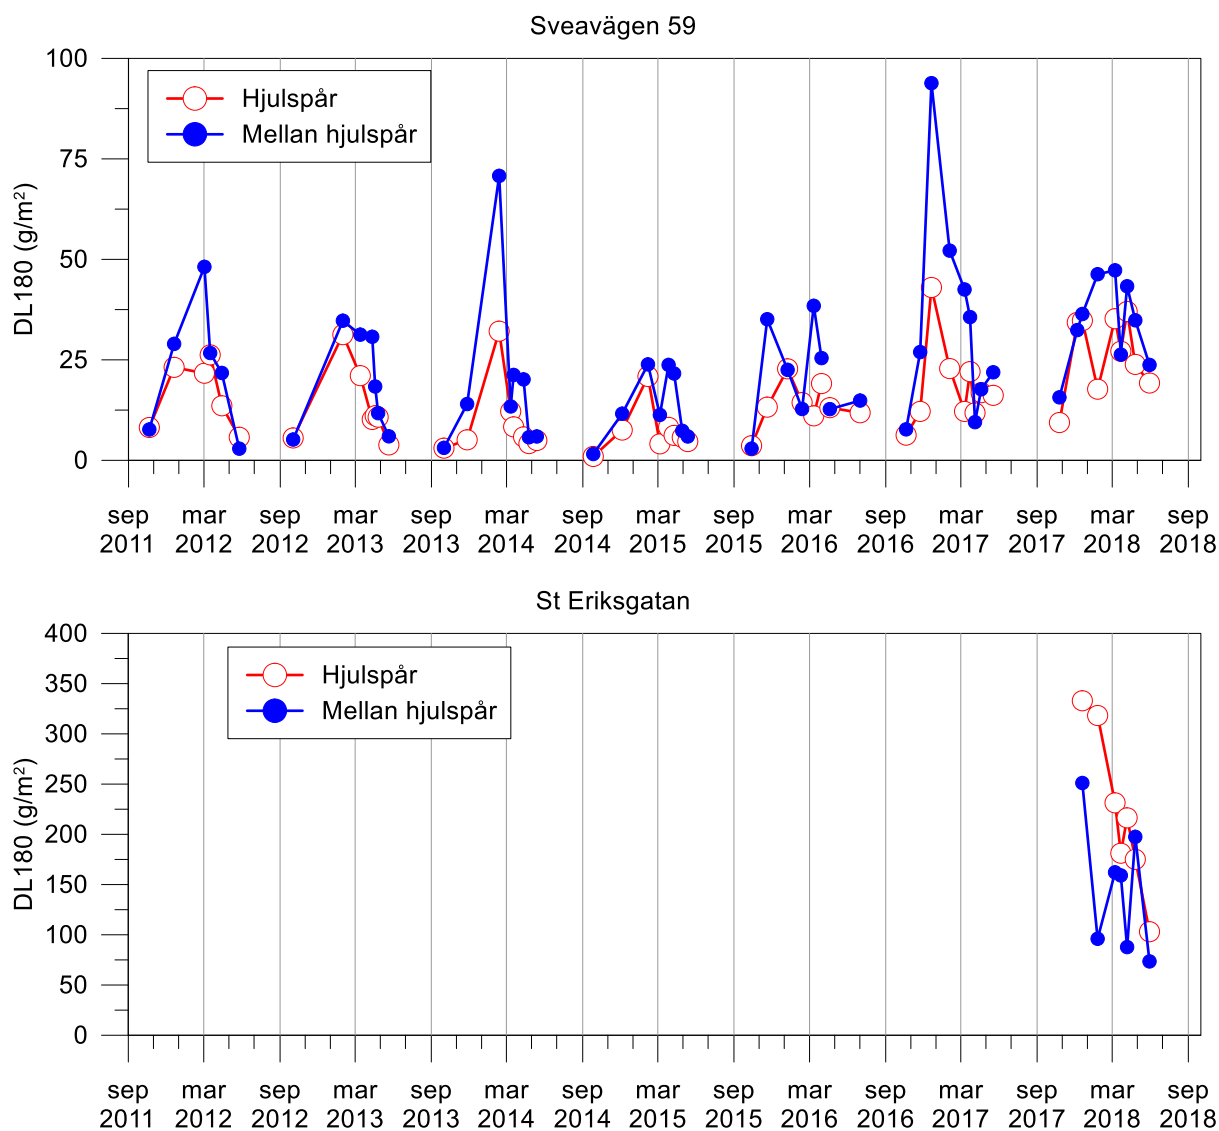 Sveavägen 59
100
75
50
25
0
DL180 (g/m²)
Hjulspår
Mellan hjulspår
sep mar sep mar sep mar sep mar sep mar sep mar sep mar sep
2011 2012 2012 2013 2013 2014 2014 2015 2015 2016 2016 2017 2017 2018 2018
St Eriksgatan
400
350
300
250
200
150
100
50
0
DL180 (g/m²)
Hjulspår
Mellan hjulspår
sep mar sep mar sep mar sep mar sep mar sep mar sep mar sep
2011 2012 2012 2013 2013 2014 2014 2015 2015 2016 2016 2017 2017 2018 2018